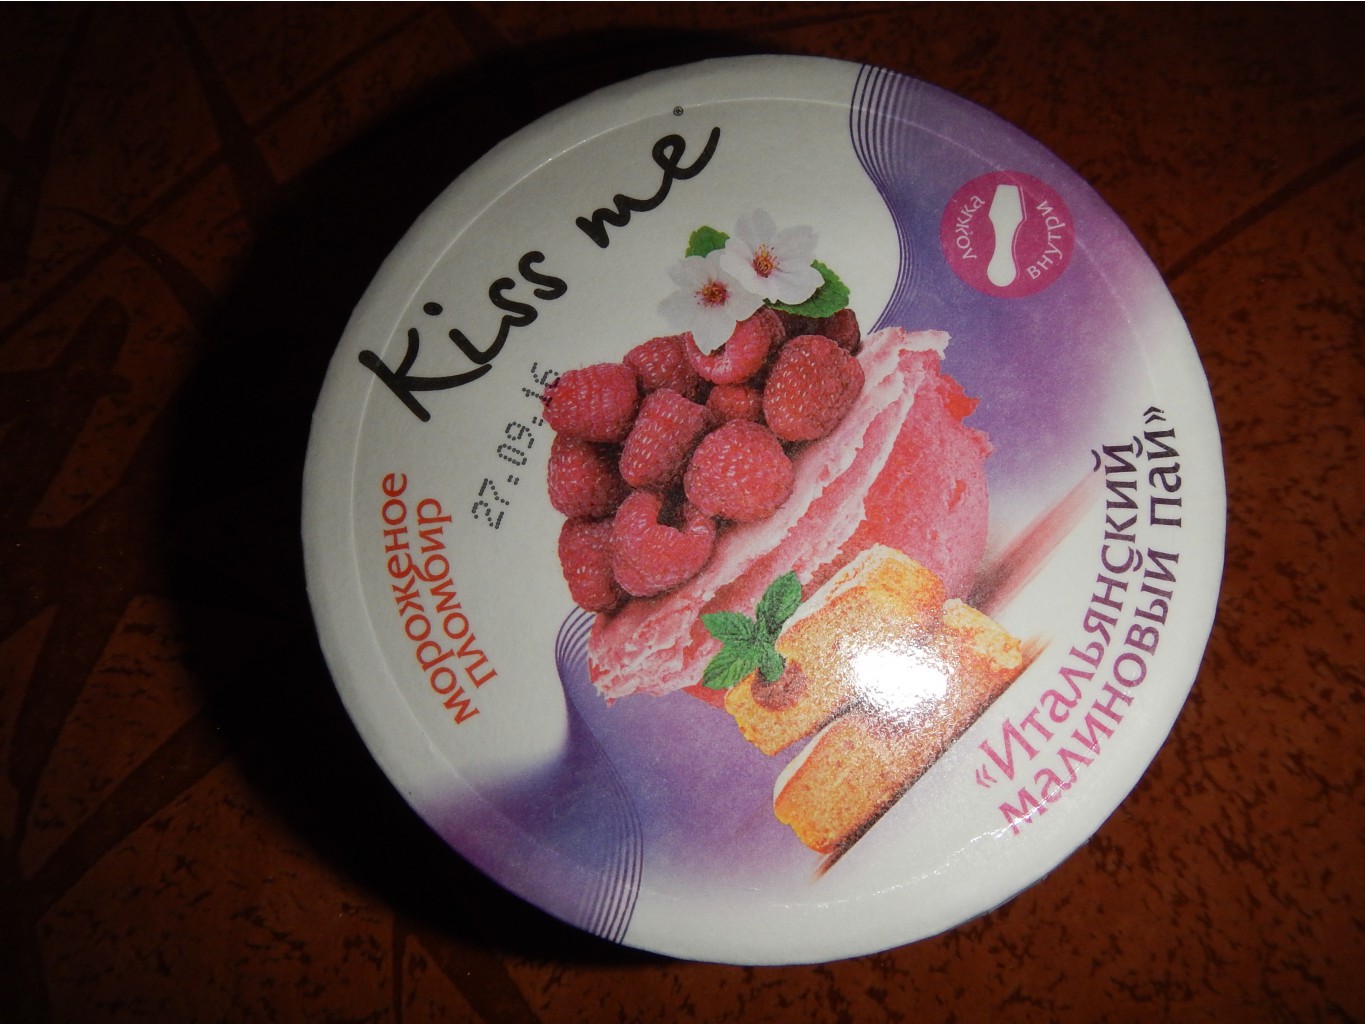 Kiss me®
27.09.16
мороженое
пломбир
ложка
внутри
«Итальянский
малиновый пай»